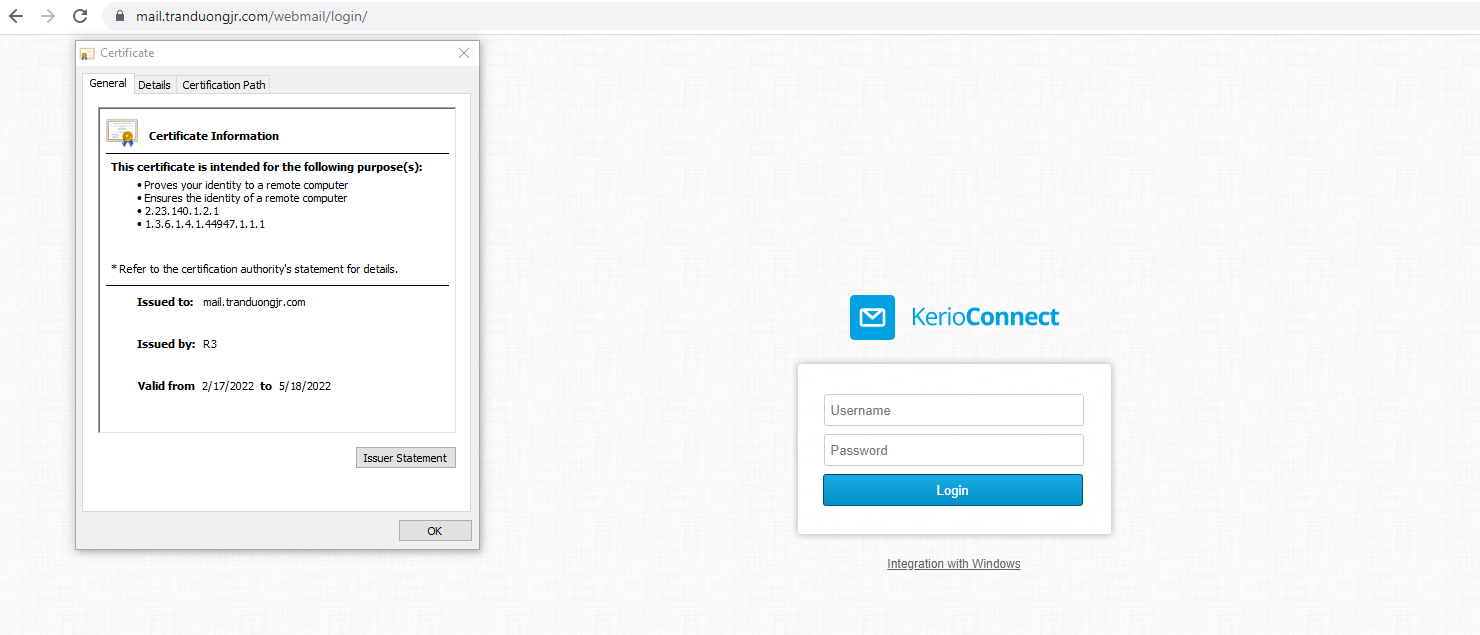 mail.tranduongjr.com/webmail/login/
Certificate
General Details Certification Path
Certificate Information
This certificate is intended for the following purpose(s):
• Proves your identity to a remote computer
• Ensures the identity of a remote computer
• 2.23.140.1.2.1
• 1.3.6.1.4.1.44947.1.1.1
* Refer to the certification authority's statement for details.
Issued to: mail.tranduongjr.com
Issued by: R3
Valid from 2/17/2022 to 5/18/2022
Issuer Statement
OK
KerioConnect
Username
Password
Login
Integration with Windows